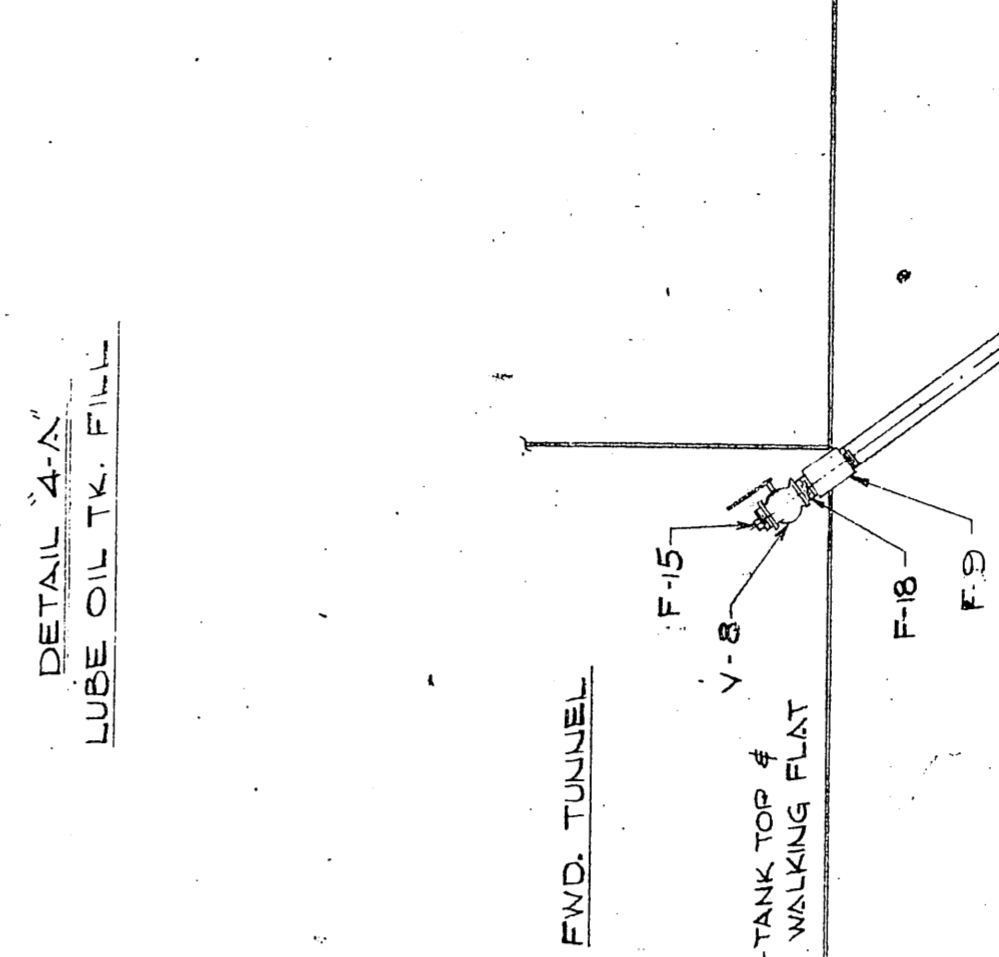 DETAIL "4-A"
LUBE OIL TK. FILL
FWD. TUNNEL
F-15
V-8
TANK TOP &
WALKING FLAT
F-18
F-9